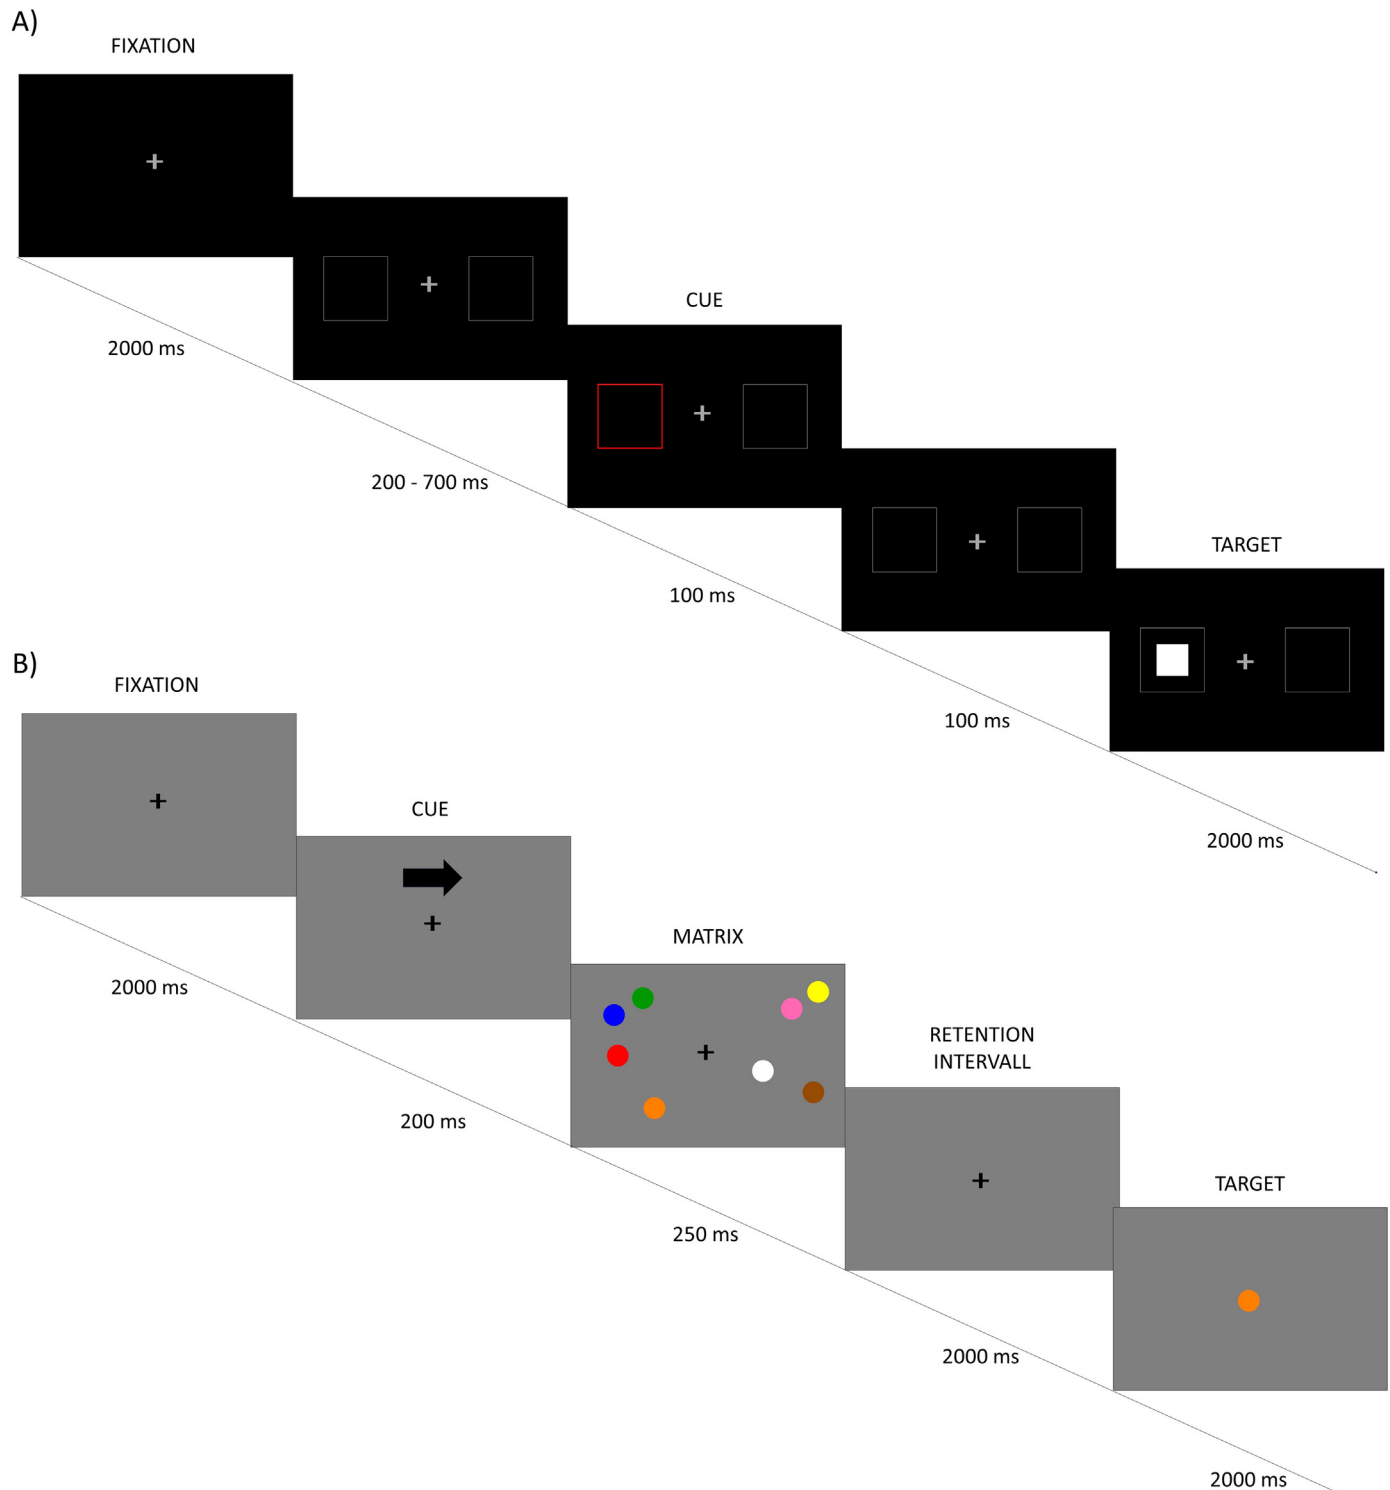 A)
FIXATION
2000 ms
200 - 700 ms
CUE
100 ms
100 ms
TARGET
2000 ms
B)
FIXATION
2000 ms
CUE
200 ms
MATRIX
250 ms
RETENTION
INTERVALL
2000 ms
TARGET
2000 ms